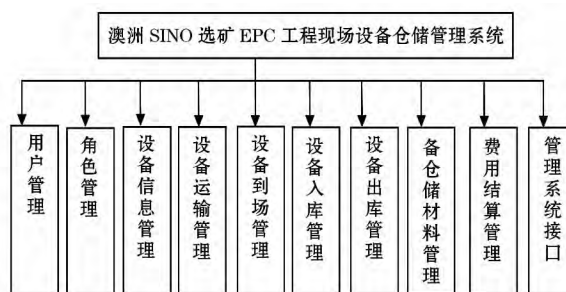 澳洲 SINO 选矿 EPC 工程现场设备仓储管理系统
用户管理
角色管理
设备信息管理
设备运输管理
设备到场管理
设备入库管理
设备出库管理
备仓储材料管理
费用结算管理
管理系统接口